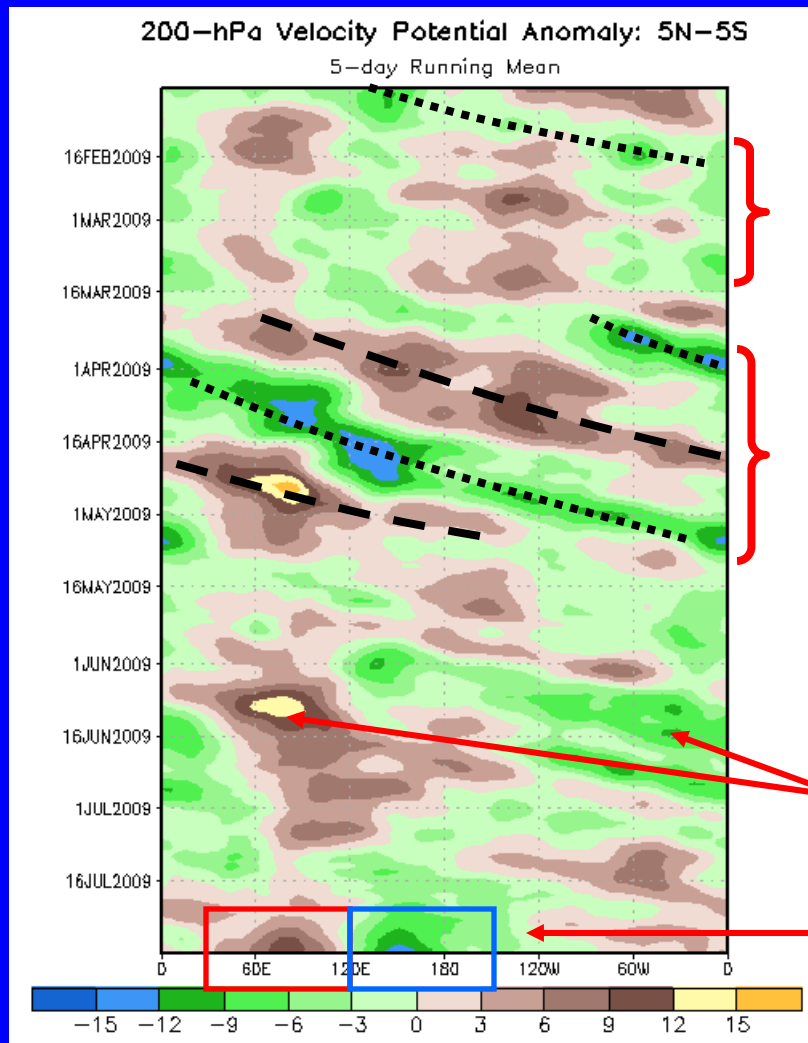 200-hPa Velocity Potential Anomaly: 5N-5S
5-day Running Mean
16FEB2009
1MAR2009
16MAR2009
1APR2009
16APR2009
1MAY2009
16MAY2009
1JUN2009
16JUN2009
1JUL2009
16JUL2009
0 60E 120E 180 120W 60W 0
-15 -12 -9 -6 -3 0 3 6 9 12 15